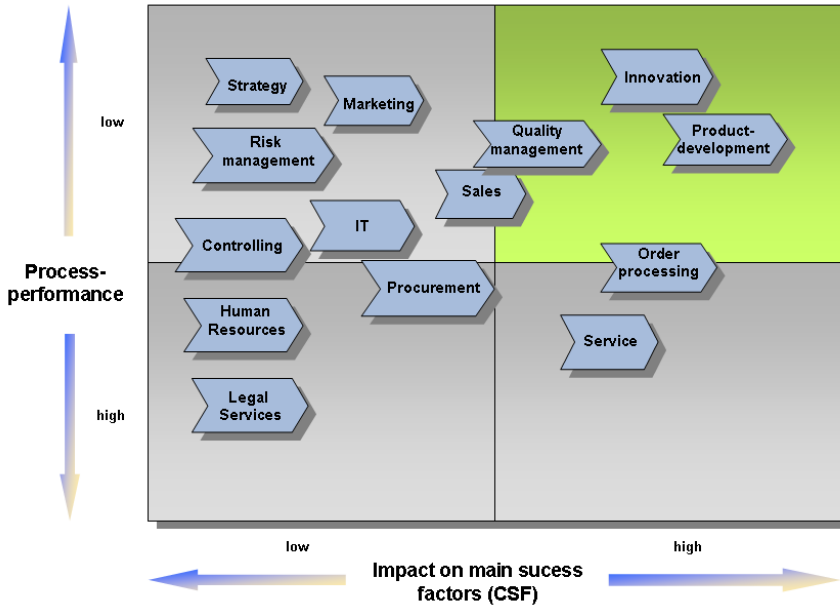 Strategy
Marketing
Innovation
low
Risk
management
Quality
management
Product-
development
Sales
IT
Controlling
Order
processing
Process-
performance
Procurement
Human
Resources
Service
Legal
Services
high
low
high
Impact on main sucess
factors (CSF)